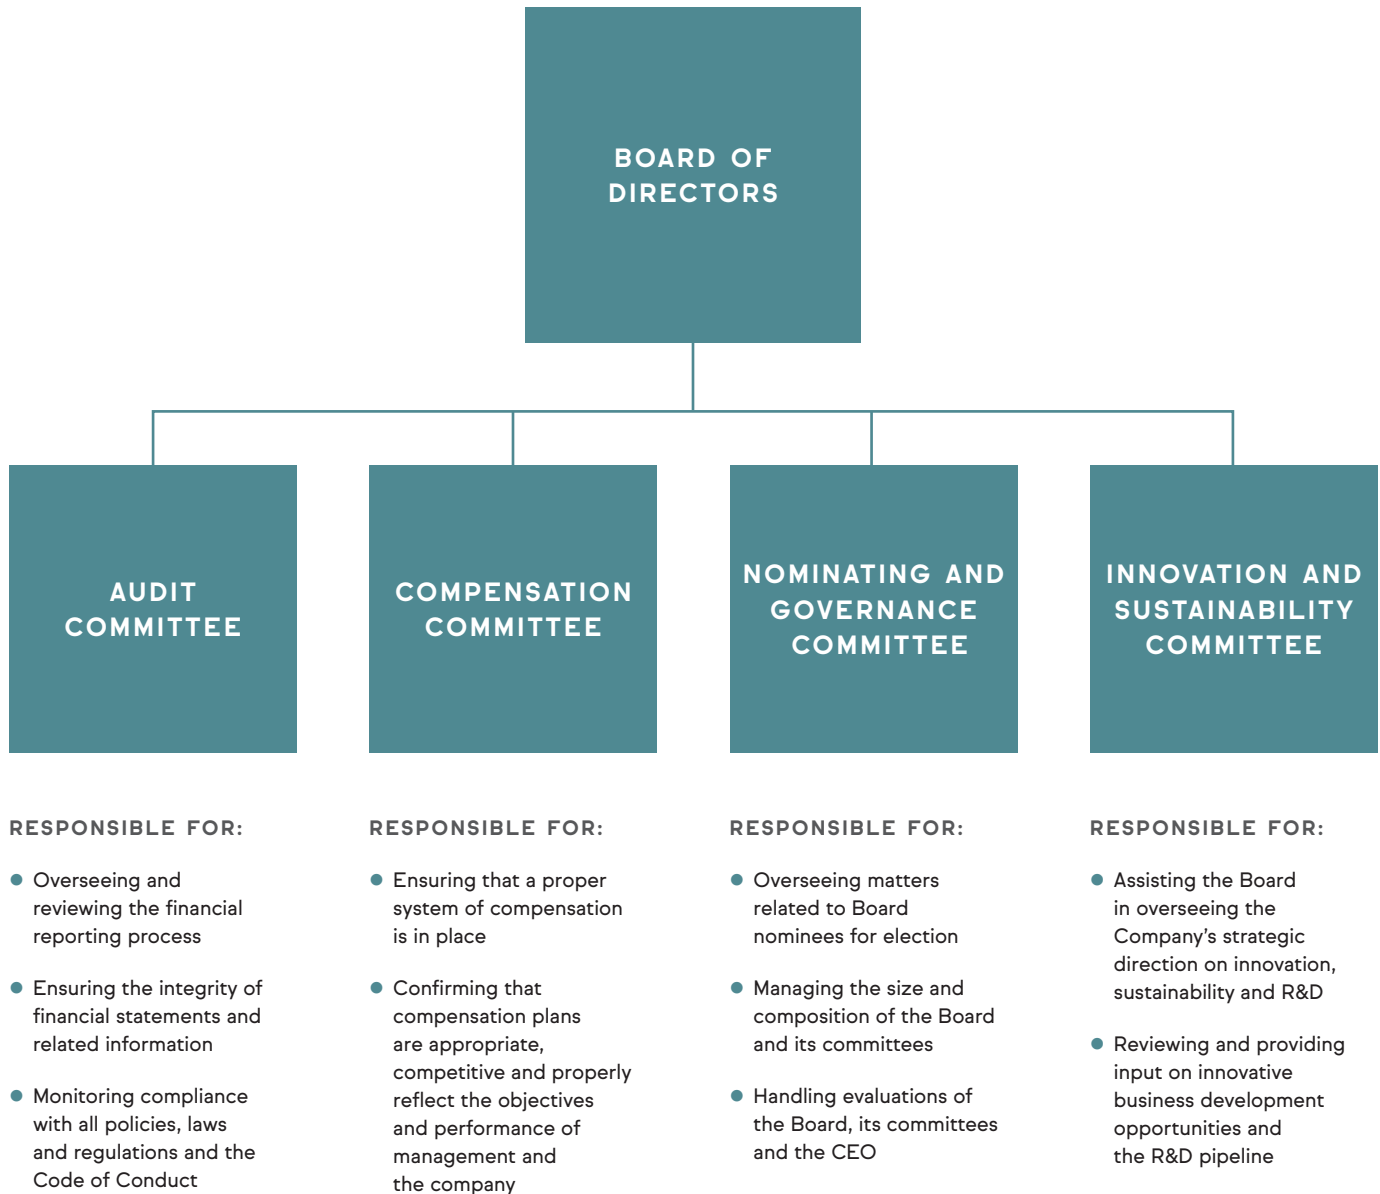 BOARD OF
DIRECTORS
AUDIT
COMMITTEE
COMPENSATION
COMMITTEE
NOMINATING AND
GOVERNANCE
COMMITTEE
INNOVATION AND
SUSTAINABILITY
COMMITTEE
RESPONSIBLE FOR:
● Overseeing and
reviewing the financial
reporting process
● Ensuring the integrity of
financial statements and
related information
● Monitoring compliance
with all policies, laws
and regulations and the
Code of Conduct
RESPONSIBLE FOR:
● Ensuring that a proper
system of compensation
is in place
● Confirming that
compensation plans
are appropriate,
competitive and properly
reflect the objectives
and performance of
management and
the company
RESPONSIBLE FOR:
● Overseeing matters
related to Board
nominees for election
● Managing the size and
composition of the Board
and its committees
● Handling evaluations of
the Board, its committees
and the CEO
RESPONSIBLE FOR:
● Assisting the Board
in overseeing the
Company’s strategic
direction on innovation,
sustainability and R&D
● Reviewing and providing
input on innovative
business development
opportunities and
the R&D pipeline